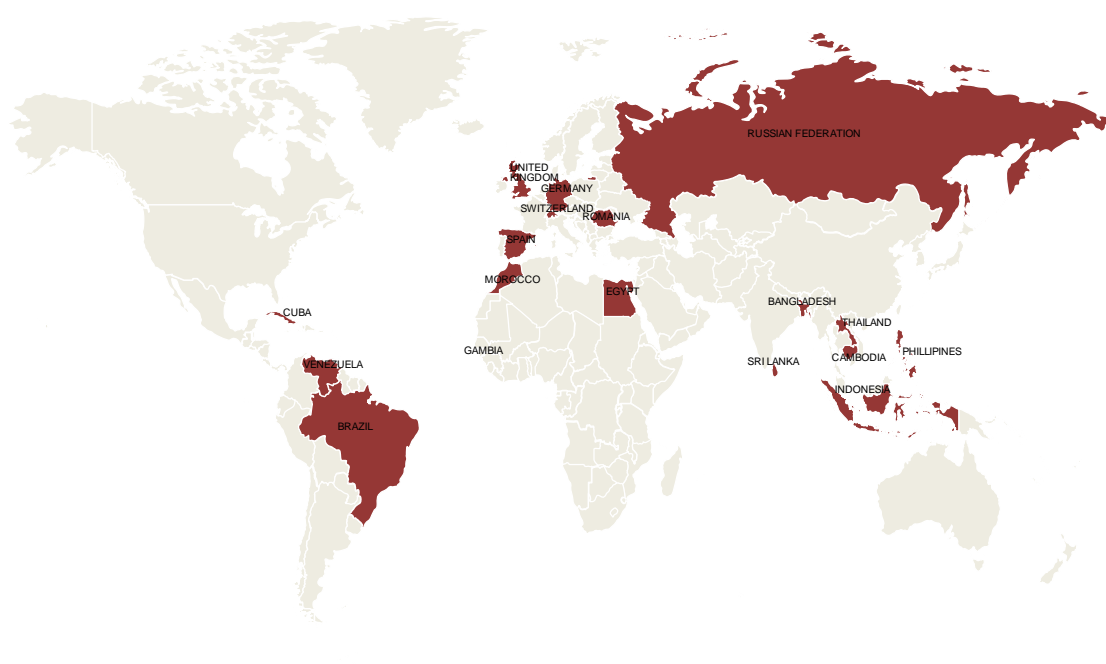 RUSSIAN FEDERATION
UNITED
KINGDOM
GERMANY
SWITZERLAND
ROMANIA
SPAIN
MOROCCO
EGYPT
BANGLADESH
CUBA
THAILAND
GAMBIA
PHILLIPINES
CAMBODIA
SRI LANKA
VENEZUELA
INDONESIA
BRAZIL